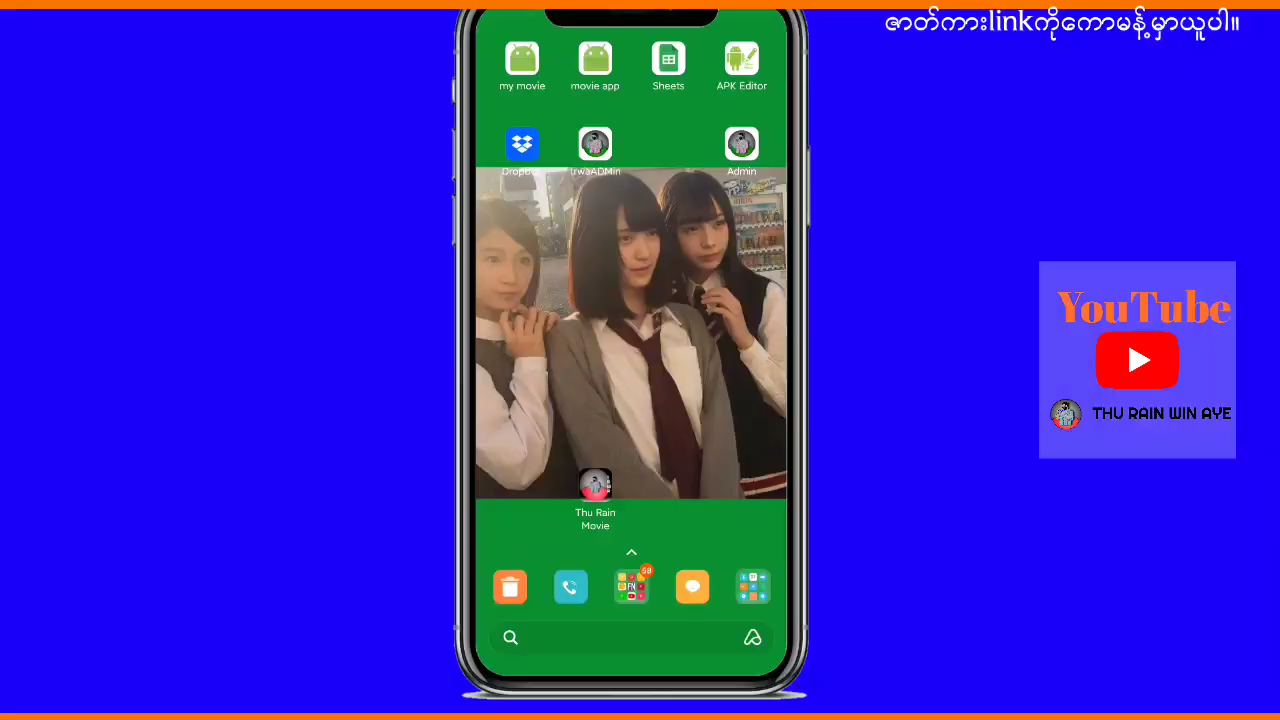 ဇာတ်ကားlinkကိုကောမန့်မှာယူပါ။
my movie
movie app
Sheets
APK Editor
Admin
YouTube
THU RAIN WIN AYE
Thu Rain
Movie
58